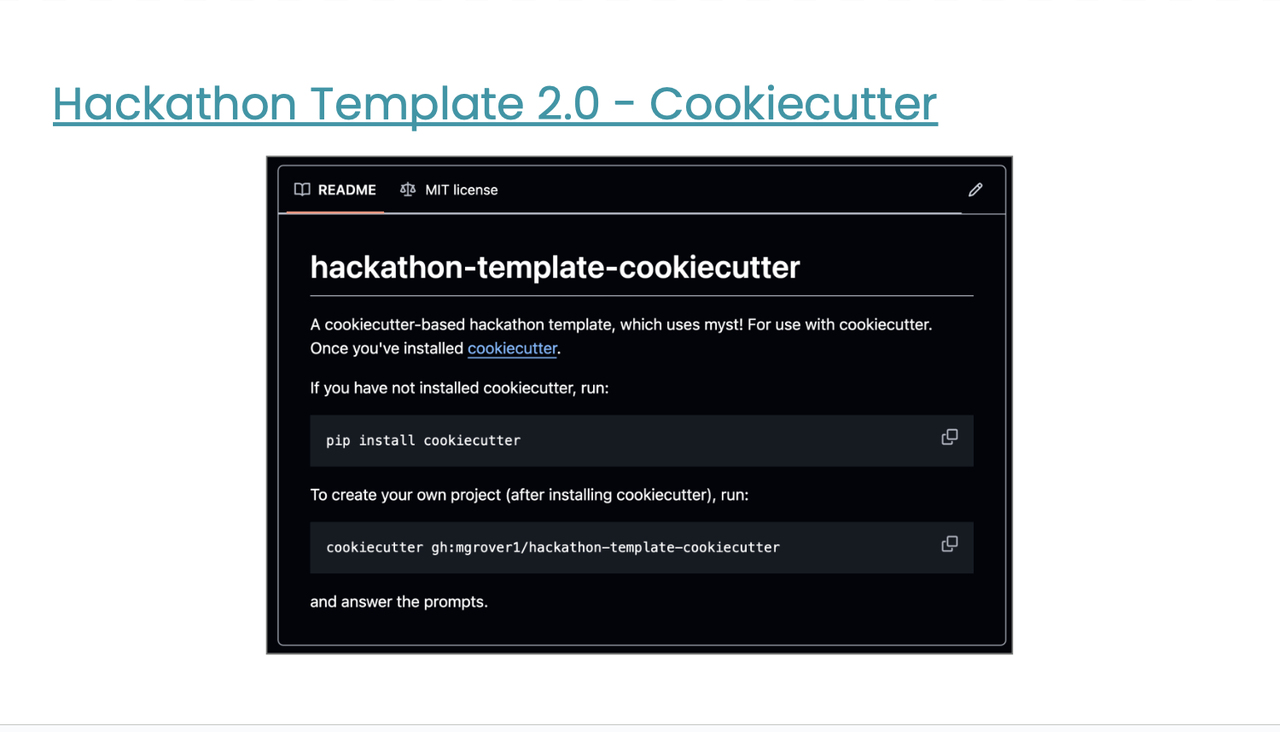 Hackathon Template 2.0 - Cookiecutter
README MIT license
hackathon-template-cookiecutter
A cookiecutter-based hackathon template, which uses myst! For use with cookiecutter.
Once you've installed cookiecutter.
If you have not installed cookiecutter, run:
pip install cookiecutter
To create your own project (after installing cookiecutter), run:
cookiecutter gh:mgrover1/hackathon-template-cookiecutter
and answer the prompts.